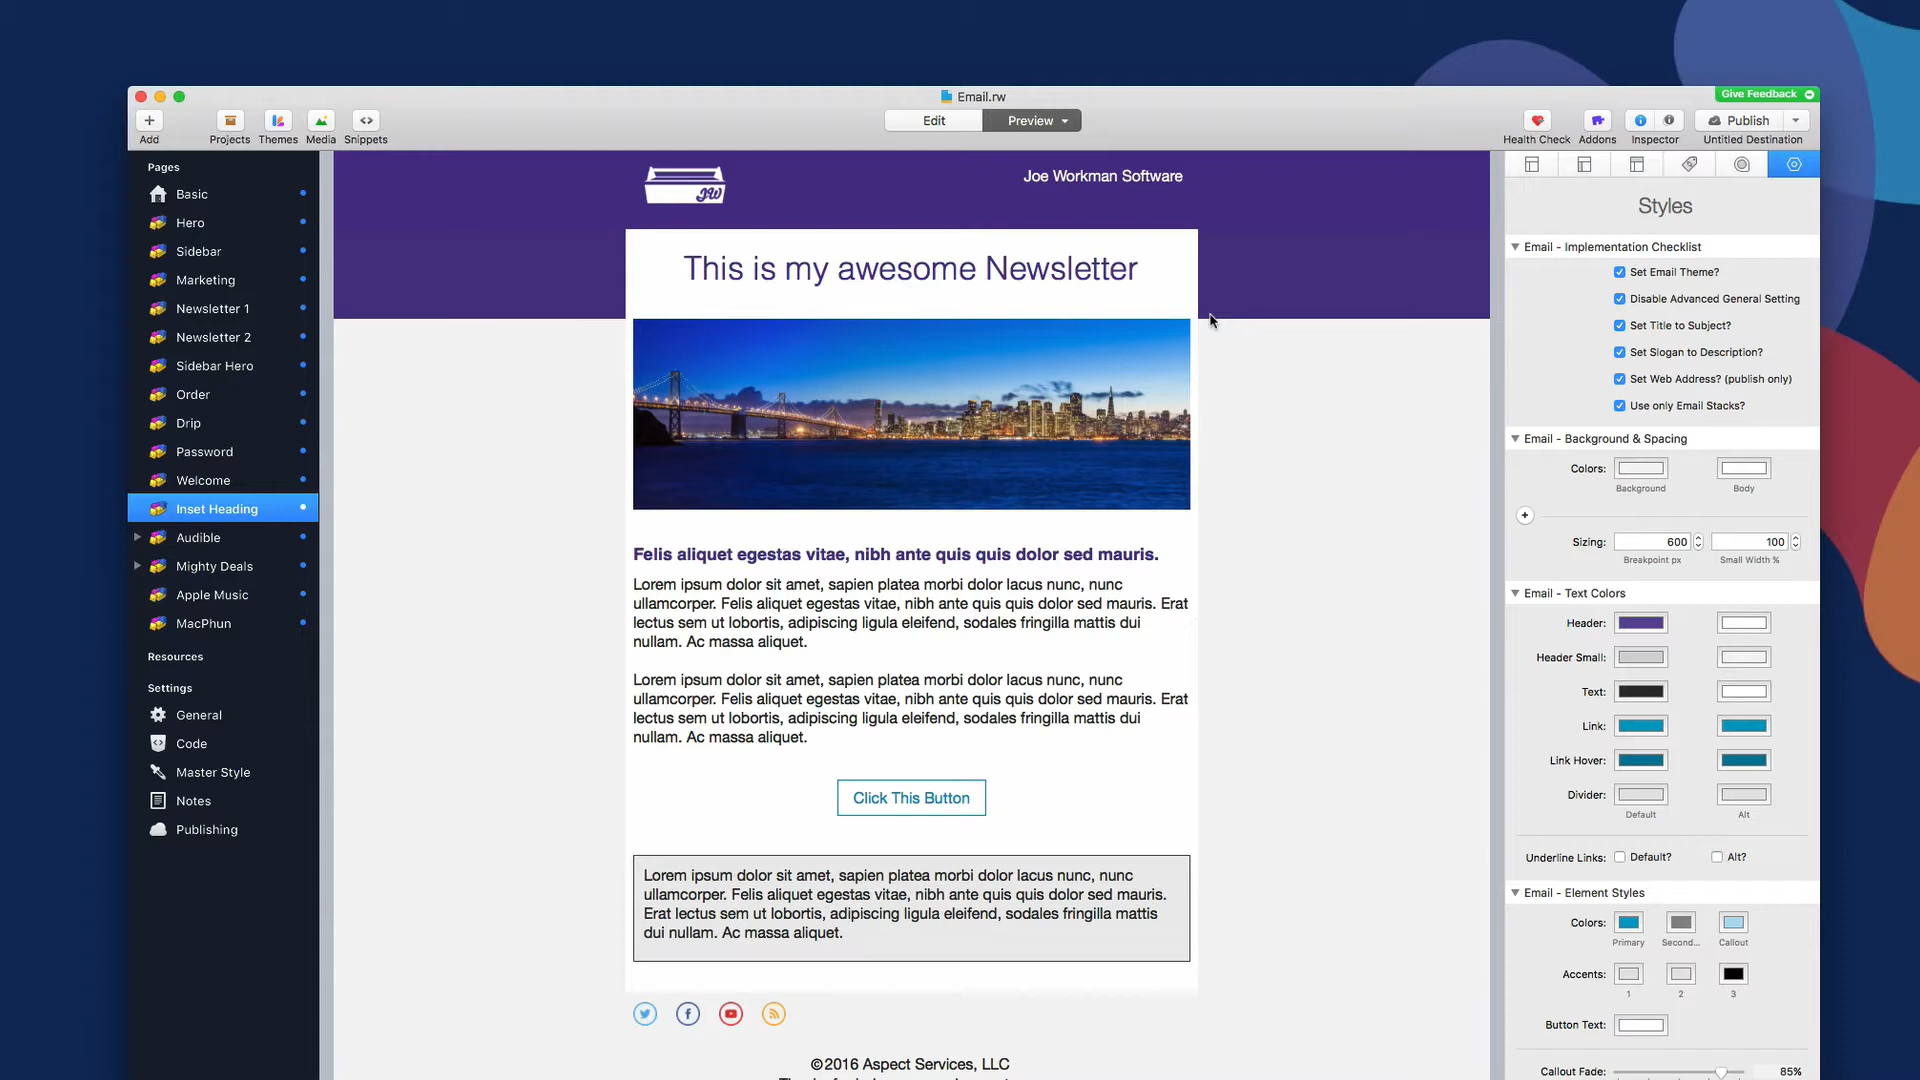 Email.rw
Give Feedback
Add
Projects
Themes
Media
Snippets
Edit
Preview
Health Check
Addons
Inspector
Publish
Untitled Destination
Pages
Basic
Hero
Sidebar
Marketing
Newsletter 1
Newsletter 2
Sidebar Hero
Order
Drip
Password
Welcome
Inset Heading
Audible
Mighty Deals
Apple Music
MacPhun
Resources
Settings
General
Code
Master Style
Notes
Publishing
JW
Joe Workman Software
This is my awesome Newsletter
Felis aliquet egestas vitae, nibh ante quis quis dolor sed mauris.
Lorem ipsum dolor sit amet, sapien platea morbi dolor lacus nunc, nunc
ullamcorper. Felis aliquet egestas vitae, nibh ante quis quis dolor sed mauris. Erat
lectus sem ut lobortis, adipiscing ligula eleifend, sodales fringilla mattis dui
nullam. Ac massa aliquet.
Lorem ipsum dolor sit amet, sapien platea morbi dolor lacus nunc, nunc
ullamcorper. Felis aliquet egestas vitae, nibh ante quis quis dolor sed mauris. Erat
lectus sem ut lobortis, adipiscing ligula eleifend, sodales fringilla mattis dui
nullam. Ac massa aliquet.
Click This Button
Lorem ipsum dolor sit amet, sapien platea morbi dolor lacus nunc, nunc
ullamcorper. Felis aliquet egestas vitae, nibh ante quis quis dolor sed mauris.
Erat lectus sem ut lobortis, adipiscing ligula eleifend, sodales fringilla mattis
dui nullam. Ac massa aliquet.
©2016 Aspect Services, LLC
Styles
Email - Implementation Checklist
Set Email Theme?
Disable Advanced General Setting
Set Title to Subject?
Set Slogan to Description?
Set Web Address? (publish only)
Use only Email Stacks?
Email - Background & Spacing
Colors:
Background
Body
Sizing:
600
100
Breakpoint px
Small Width %
Email - Text Colors
Header:
Header Small:
Text:
Link:
Link Hover:
Divider:
Default
Alt
Underline Links:
Default?
Alt?
Email - Element Styles
Colors:
Primary
Second...
Callout
Accents:
1
2
3
Button Text:
Callout Fade:
85%